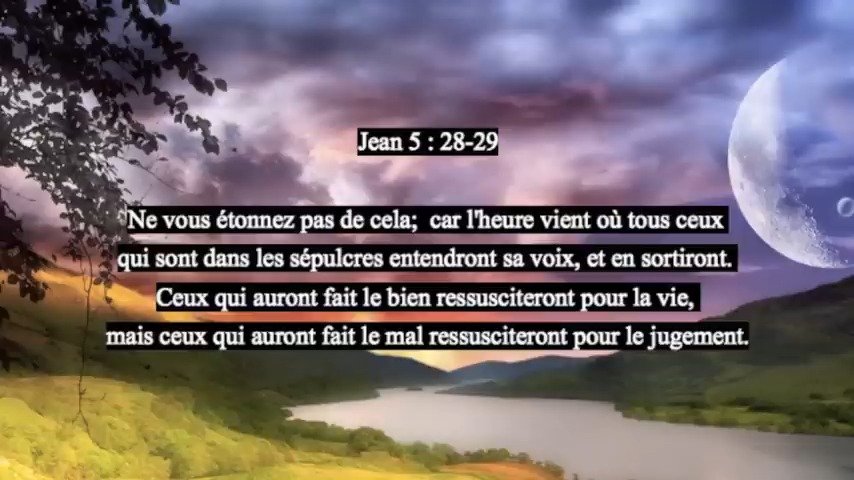 Jean 5 : 28-29
Ne vous étonnez pas de cela;  car l'heure vient où tous ceux
qui sont dans les sépulcres entendront sa voix, et en sortiront.
Ceux qui auront fait le bien ressusciteront pour la vie,
mais ceux qui auront fait le mal ressusciteront pour le jugement.